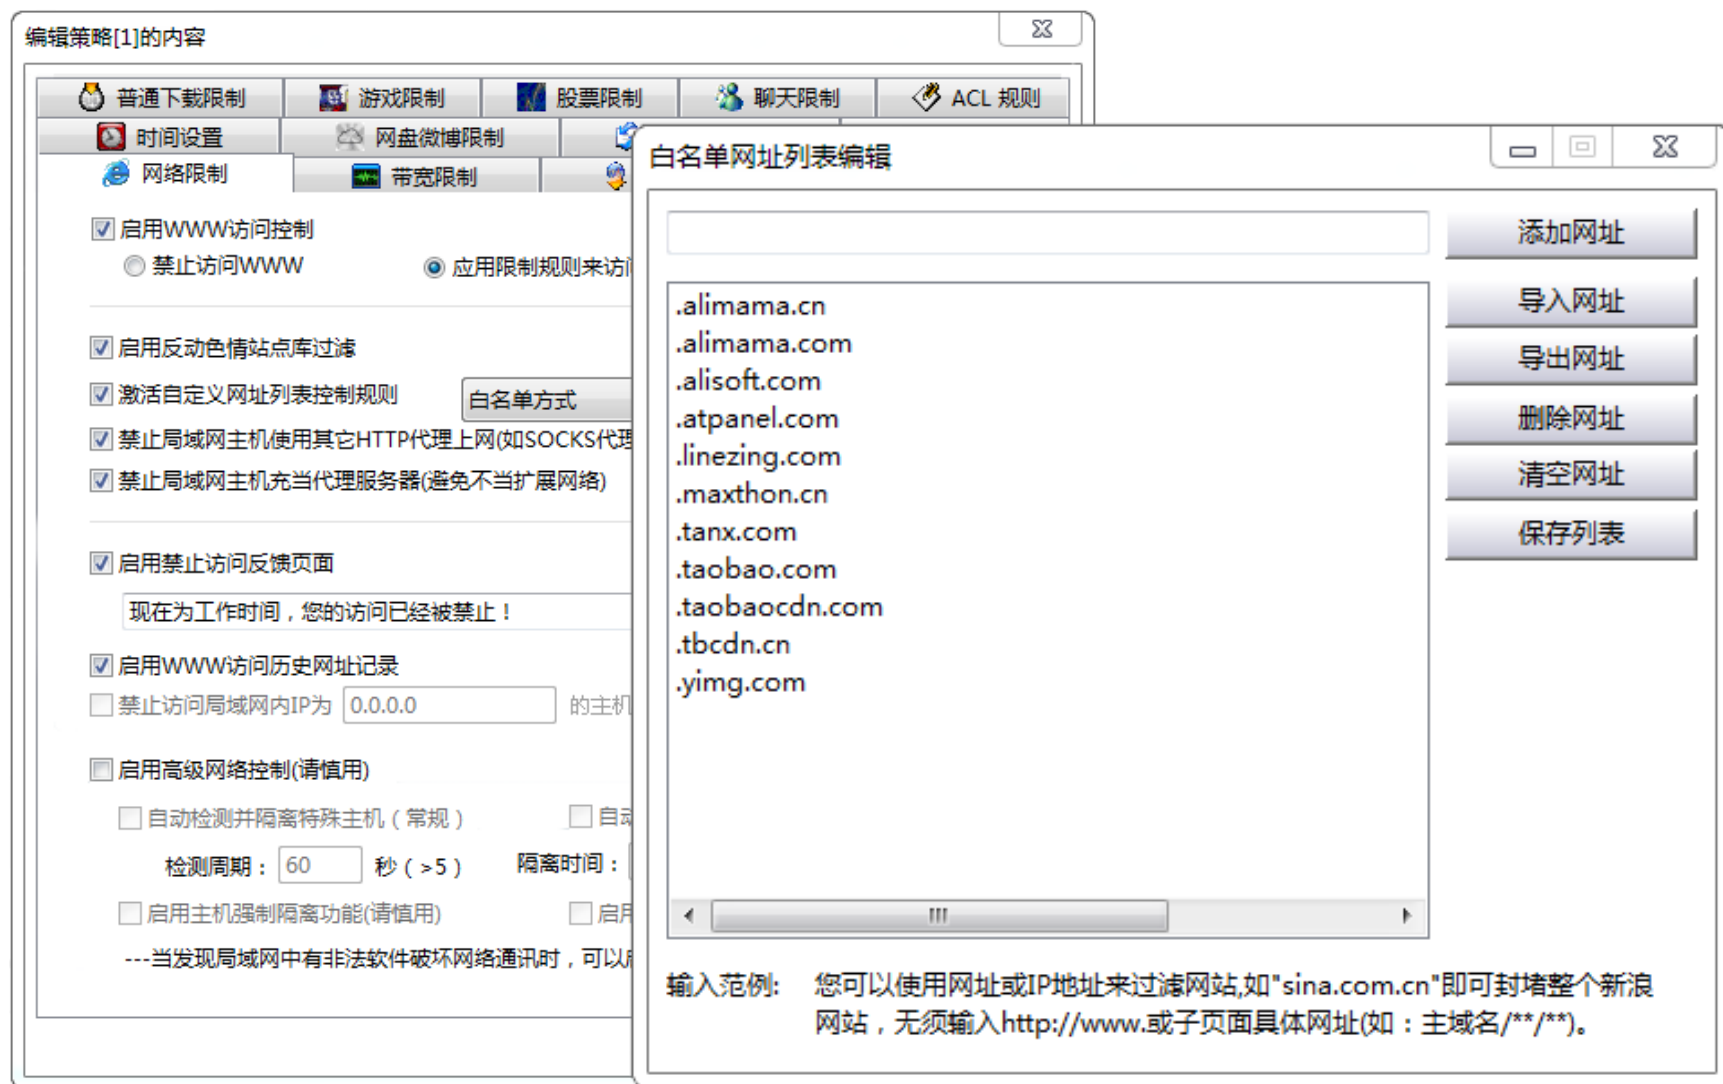 编辑策略[1]的内容
普通下载限制
游戏限制
股票限制
聊天限制
ACL 规则
时间设置
网盘微博限制
网络限制
带宽限制
启用WWW访问控制
禁止访问WWW
应用限制规则来访
启用反动色情站点库过滤
激活自定义网址列表控制规则
白名单方式
禁止局域网主机使用其它HTTP代理上网(如SOCKS代理
禁止局域网主机充当代理服务器(避免不当扩展网络)
启用禁止访问反馈页面
现在为工作时间，您的访问已经被禁止！
启用WWW访问历史网址记录
禁止访问局域网内IP为 0.0.0.0 的主机
启用高级网络控制(请慎用)
自动检测并隔离特殊主机（常规）
自动
检测周期： 60 秒（>5） 隔离时间：
启用主机强制隔离功能(请慎用)
启用
---当发现局域网中有非法软件破坏网络通讯时，可以
白名单网址列表编辑
添加网址
导入网址
导出网址
删除网址
清空网址
保存列表
.alimama.cn
.alimama.com
.alisoft.com
.atpanel.com
.linezing.com
.maxthon.cn
.tanx.com
.taobao.com
.taobaocdn.com
.tbcdn.cn
.yimg.com
输入范例: 您可以使用网址或IP地址来过滤网站,如"sina.com.cn"即可封堵整个新浪
网站，无须输入http://www.或子页面具体网址(如：主域名/**/**)。